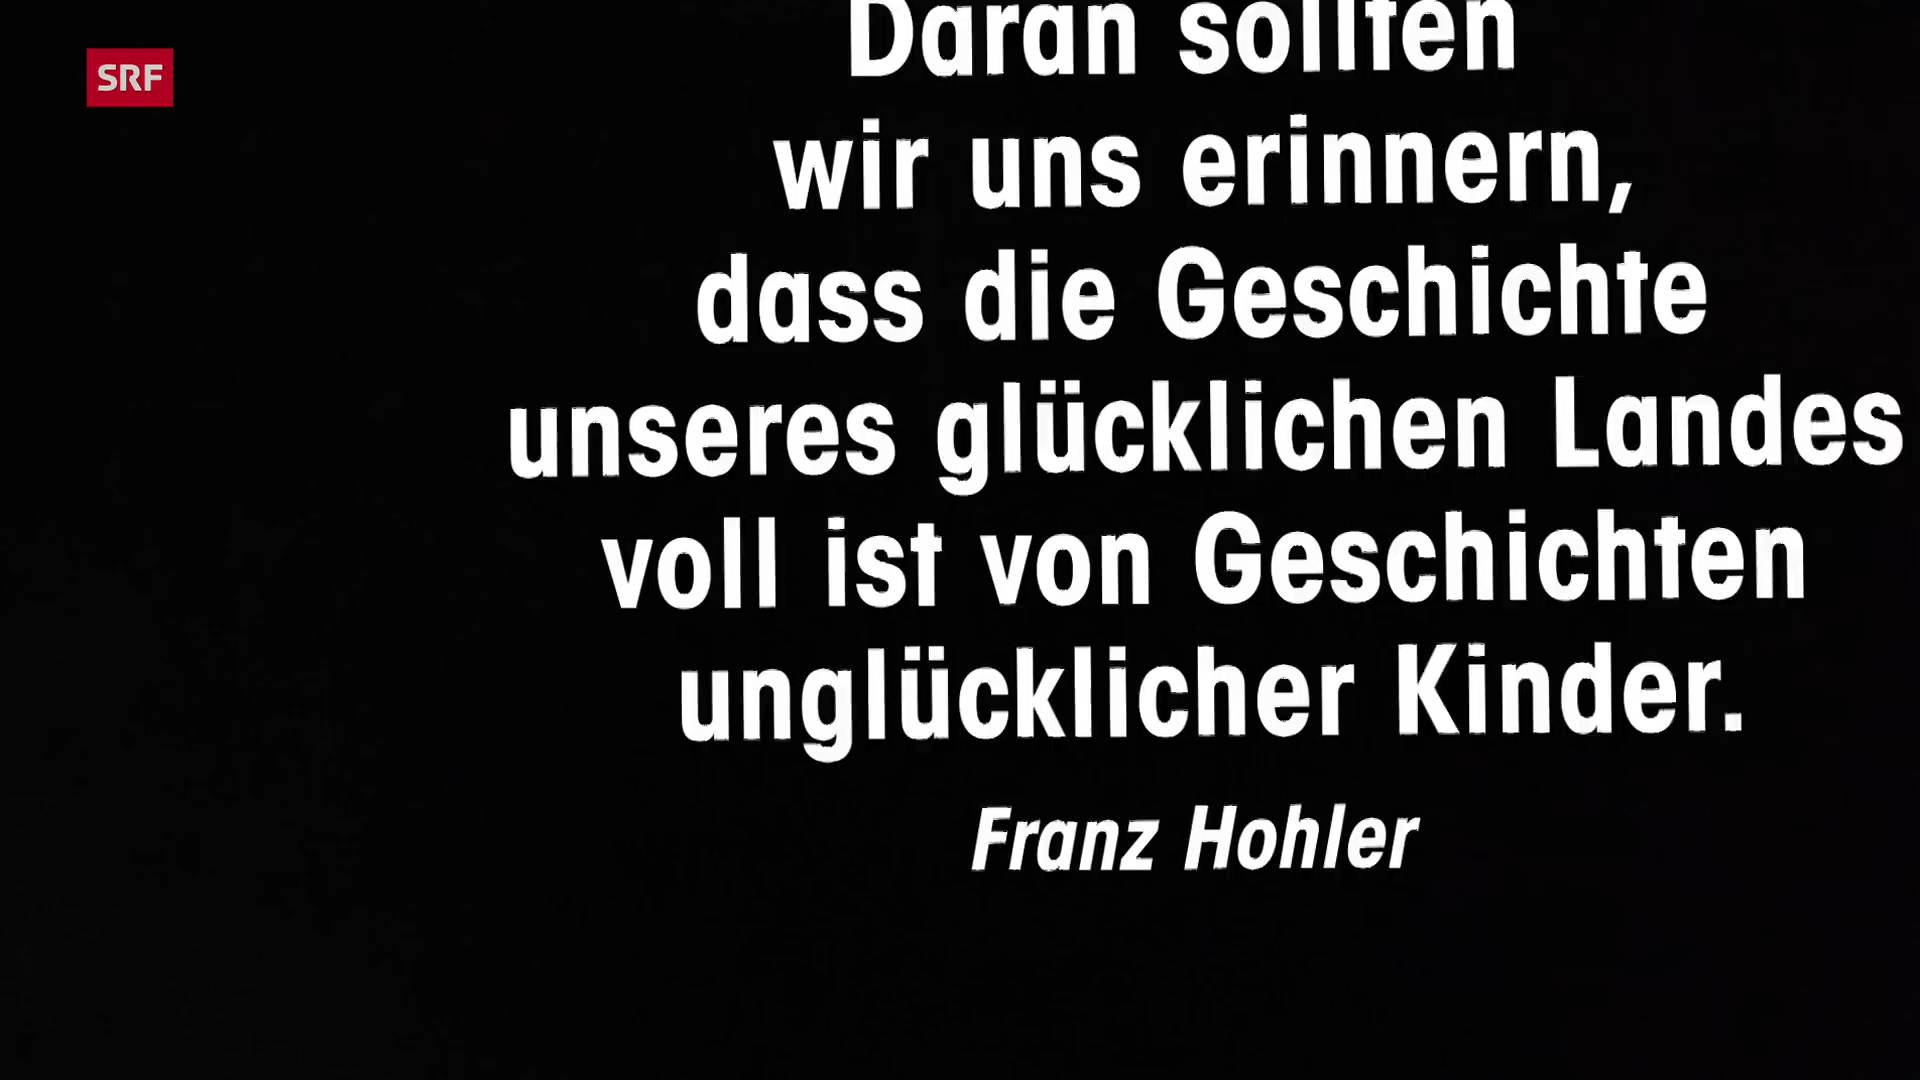 SRF
Daran sollten
wir uns erinnern,
dass die Geschichte
unseres glücklichen Landes
voll ist von Geschichten
unglücklicher Kinder.
Franz Hohler